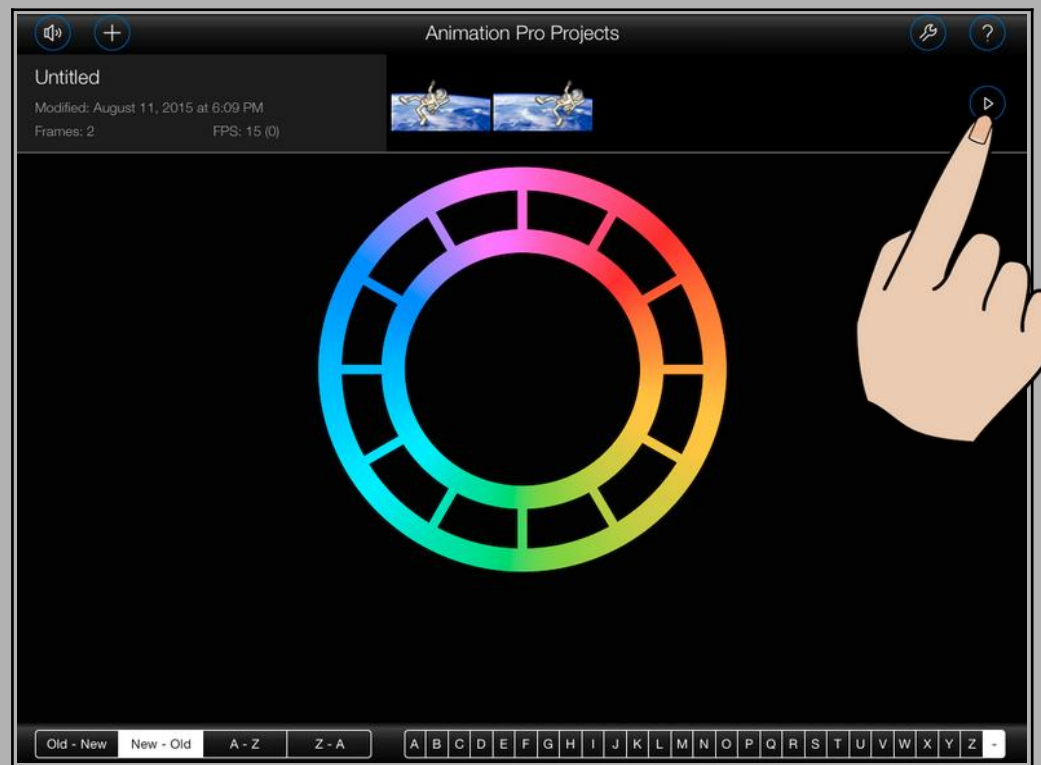 Animation Pro Projects
?
Untitled
Modified: August 11, 2015 at 6:09 PM
Frames: 2 FPS: 15 (0)
Old - New New - Old A - Z Z - A A B C D E F G H I J K L M N O P Q R S T U V W X Y Z -